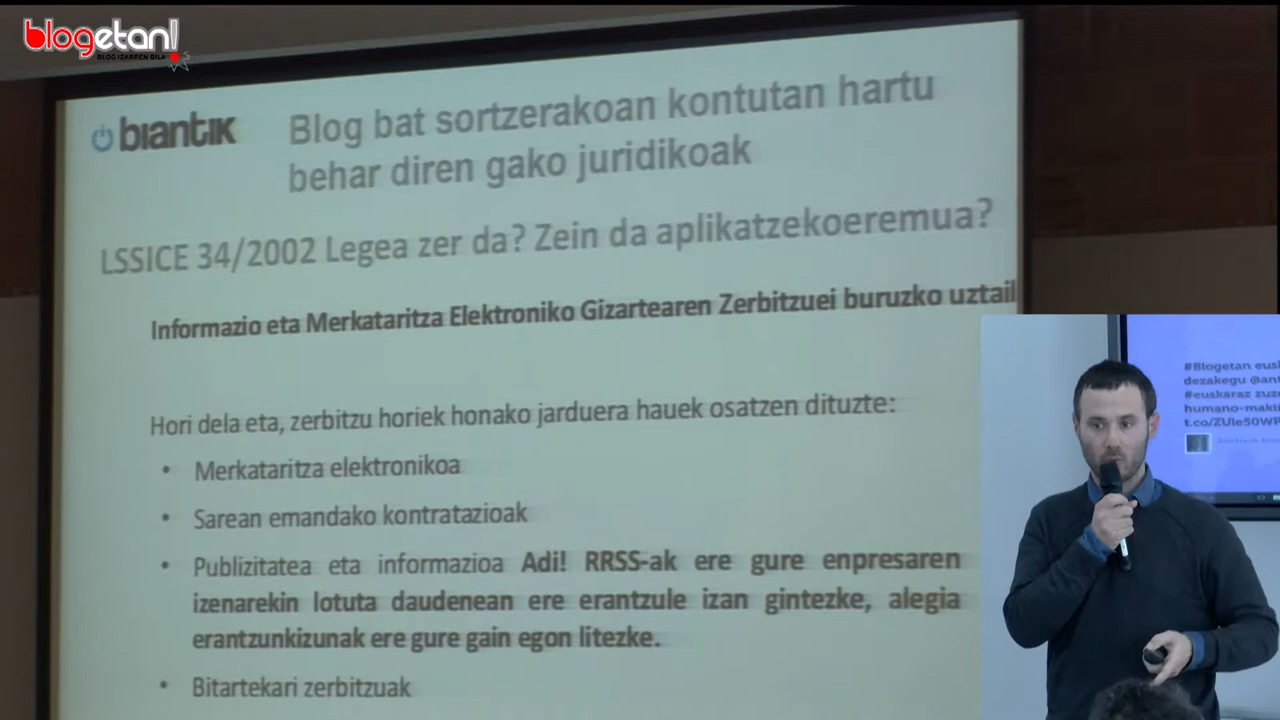 blogetan!
BLOG IZARREN BILA
biantik
Blog bat sortzerakoan kontutan hartu
behar diren gako juridikoak
LSSICE 34/2002 Legea zer da? Zein da aplikatzekoeremua?
Informazio eta Merkataritza Elektroniko Gizartearen Zerbitzuei buruzko uztail
Hori dela eta, zerbitzu horiek honako jarduera hauek osatzen dituzte:
• Merkataritza elektronikoa
• Sarean emandako kontratazioak
• Publizitatea eta informazioa Adi! RRSS-ak ere gure enpresaren
izenarekin lotuta daudenean ere erantzule izan gintezke, alegia
erantzunkizunak ere gure gain egon litezke.
• Bitartekari zerbitzuak
#Blogetan eus
dezakegu @ant
#euskaraz zuz
humano-maki